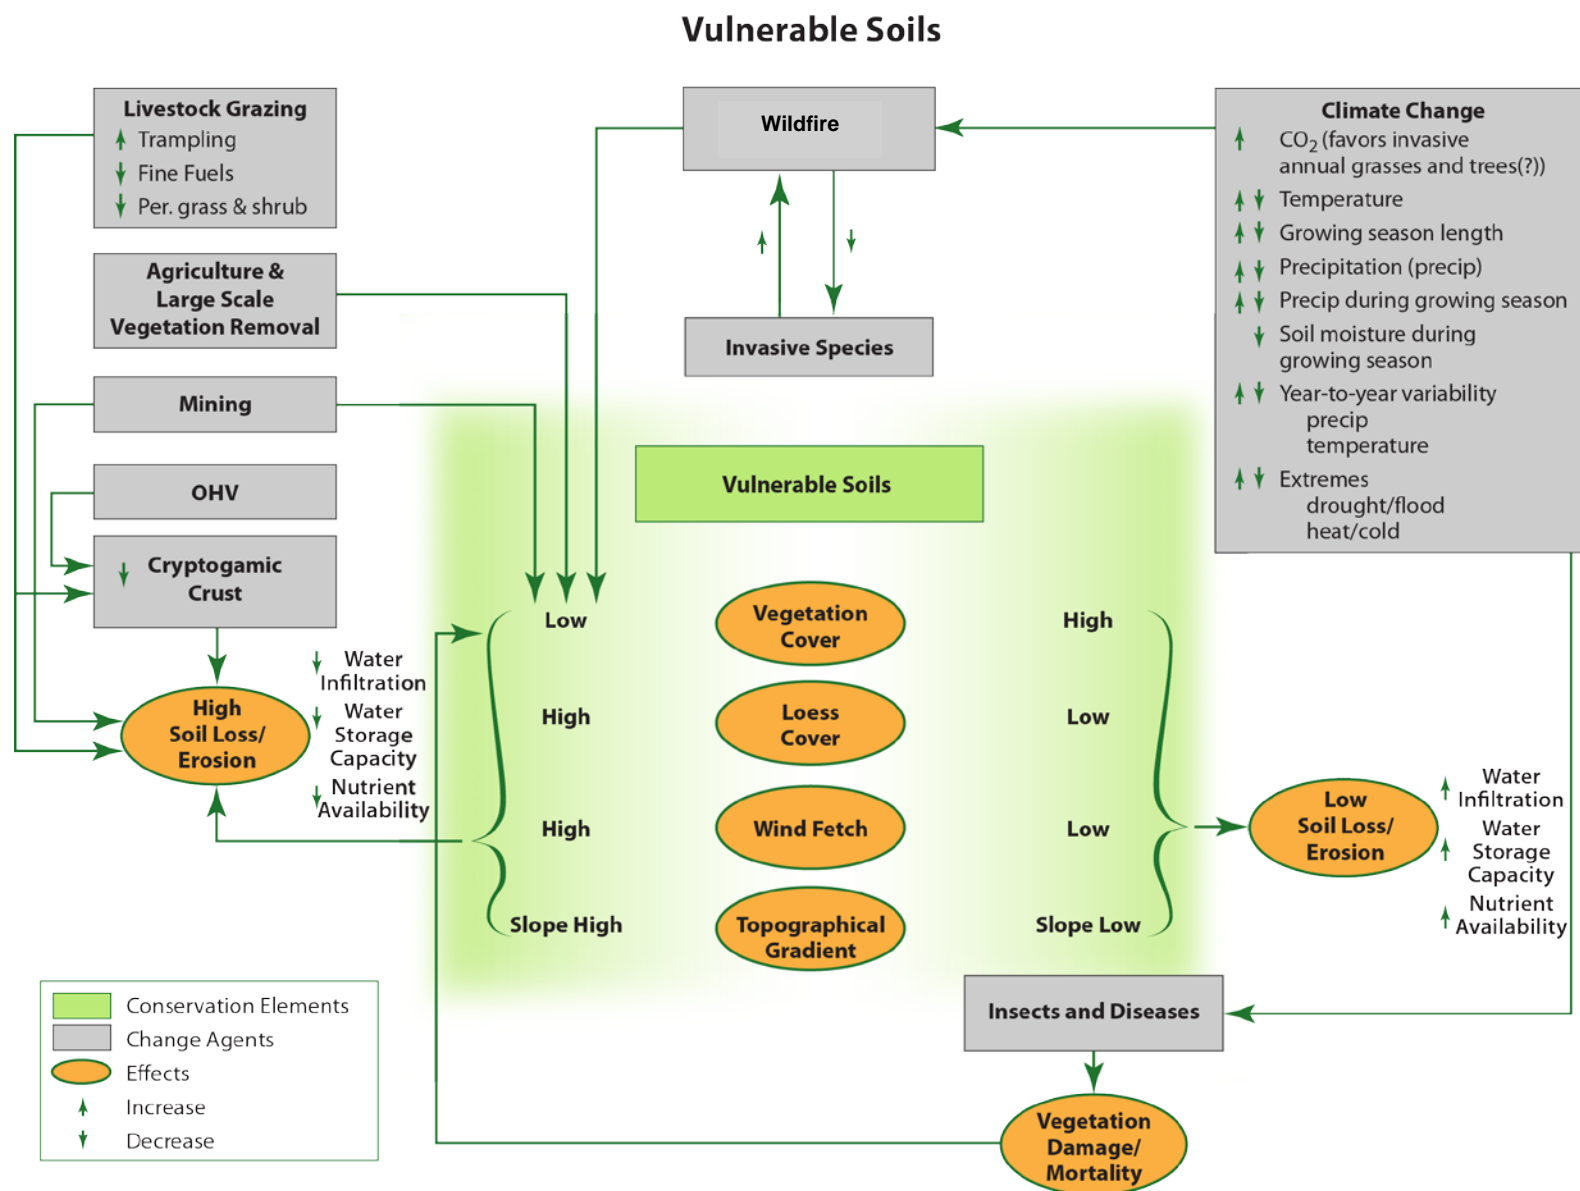 Vulnerable Soils
Livestock Grazing
Trampling
Fine Fuels
Per. grass & shrub
Agriculture &
Large Scale
Vegetation Removal
Mining
OHV
Cryptogamic
Crust
High
Soil Loss/
Erosion
Water
Infiltration
Water
Storage
Capacity
Nutrient
Availability
Wildfire
Invasive Species
Climate Change
CO₂ (favors invasive
annual grasses and trees(?))
Temperature
Growing season length
Precipitation (precip)
Precip during growing season
Soil moisture during
growing season
Year-to-year variability
precip
temperature
Extremes
drought/flood
heat/cold
Vulnerable Soils
Low
Vegetation
Cover
High
High
Loess
Cover
Low
High
Wind Fetch
Low
Slope High
Topographical
Gradient
Slope Low
Low
Soil Loss/
Erosion
Water
Infiltration
Water
Storage
Capacity
Nutrient
Availability
Insects and Diseases
Vegetation
Damage/
Mortality
Conservation Elements
Change Agents
Effects
Increase
Decrease